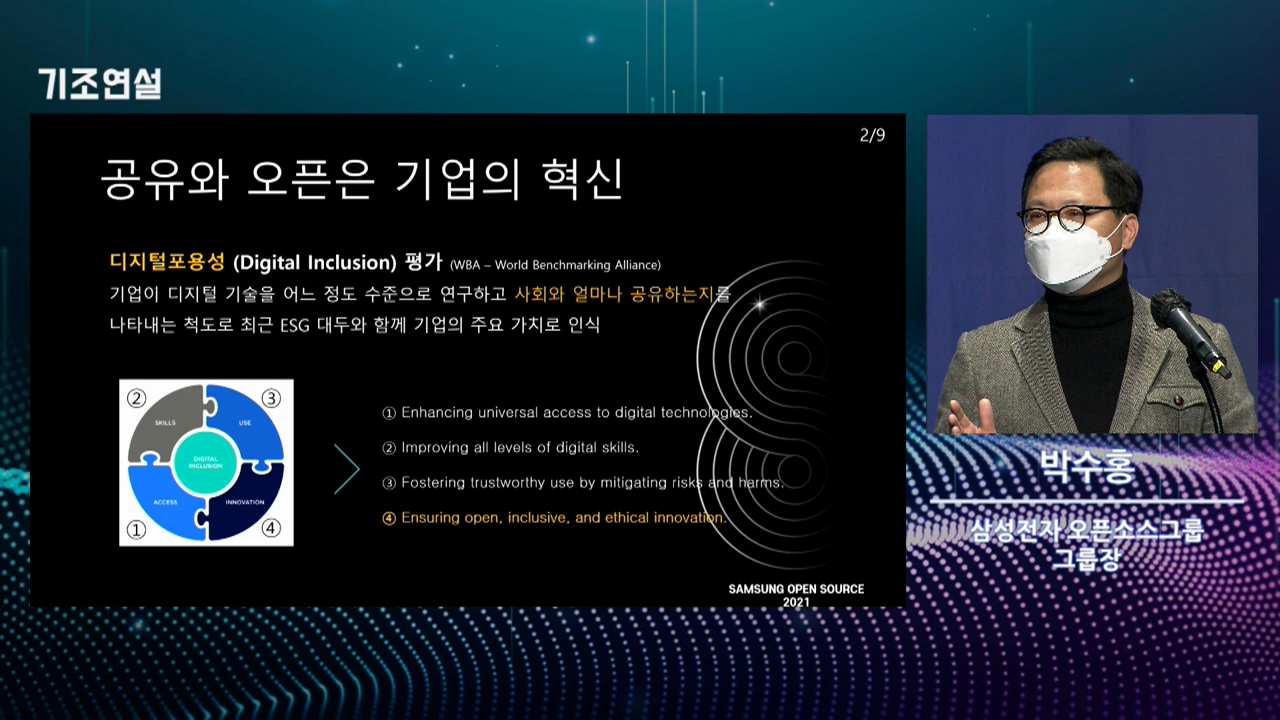 기조연설
2/9
공유와 오픈은 기업의 혁신
디지털포용성 (Digital Inclusion) 평가 (WBA – World Benchmarking Alliance)
기업이 디지털 기술을 어느 정도 수준으로 연구하고 사회와 얼마나 공유하는지를
나타내는 척도로 최근 ESG 대두와 함께 기업의 주요 가치로 인식
② ③
SKILLS USE
DIGITAL
INCLUSION
ACCESS INNOVATION
① ④
① Enhancing universal access to digital technologies.
② Improving all levels of digital skills.
③ Fostering trustworthy use by mitigating risks and harms.
④ Ensuring open, inclusive, and ethical innovation.
SAMSUNG OPEN SOURCE
2021
박수홍
삼성전자 오픈소스그룹
그룹장